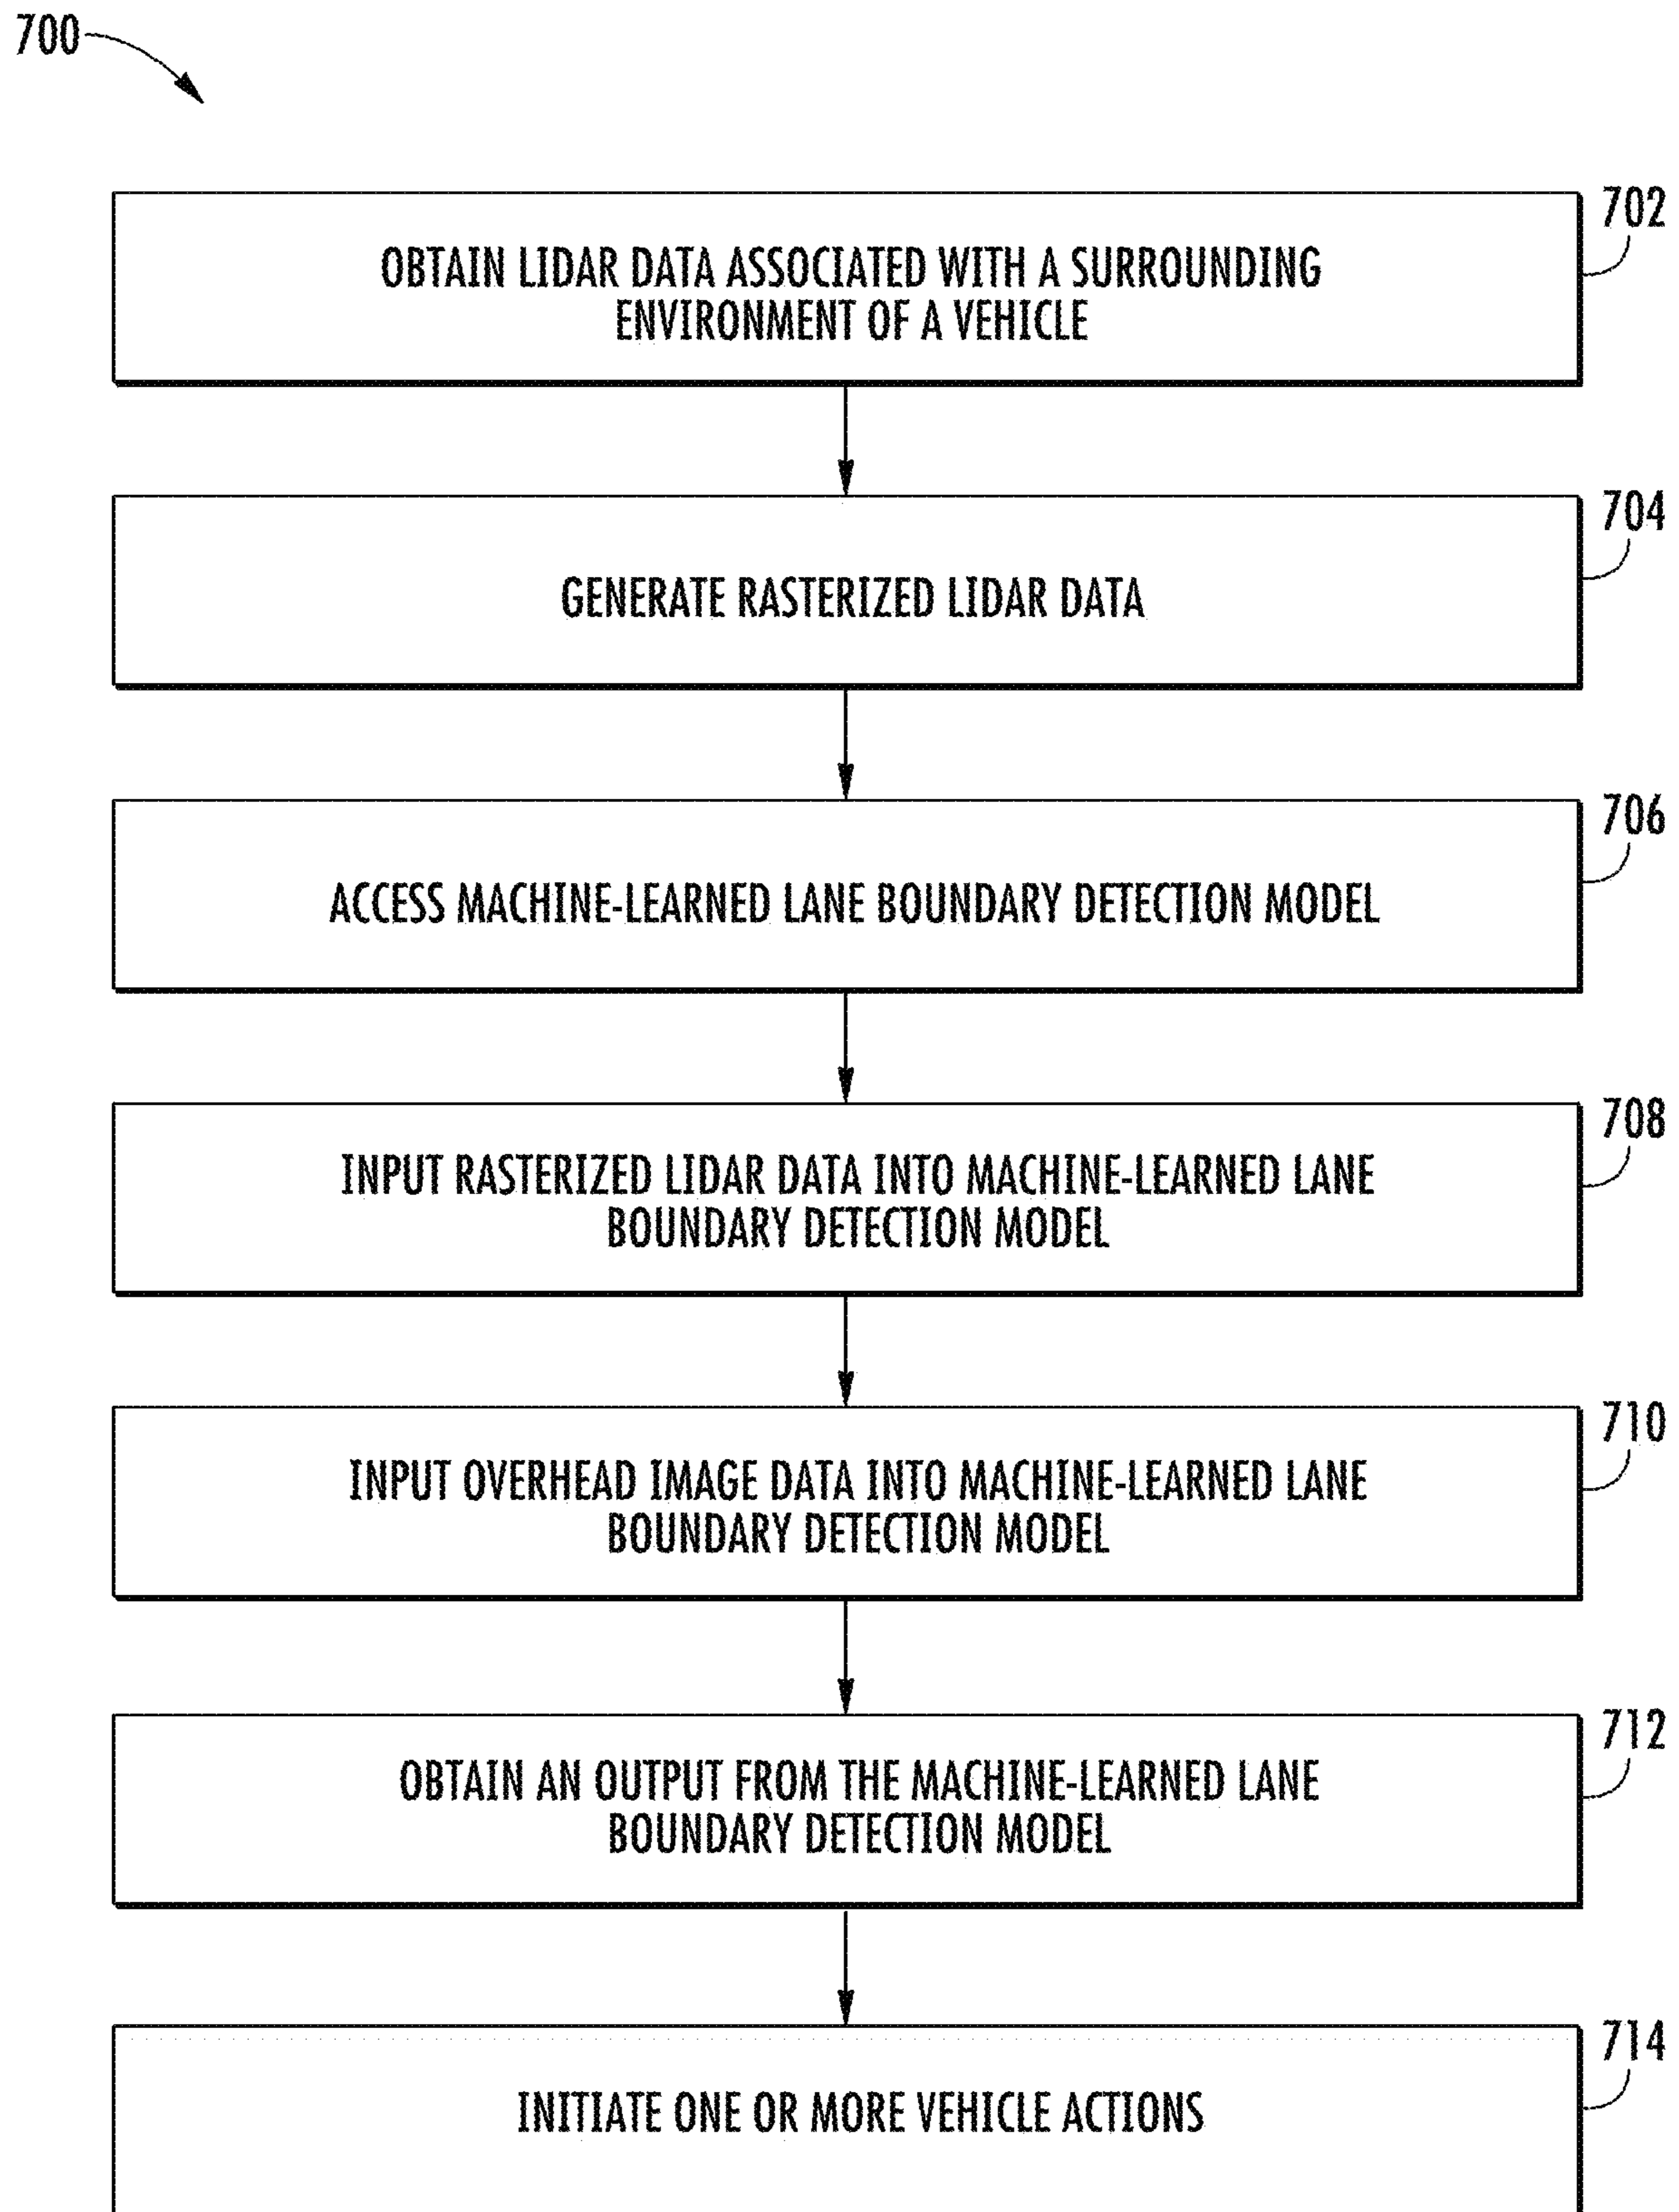 700
702
OBTAIN LIDAR DATA ASSOCIATED WITH A SURROUNDING
ENVIRONMENT OF A VEHICLE
704
GENERATE RASTERIZED LIDAR DATA
706
ACCESS MACHINE-LEARNED LANE BOUNDARY DETECTION MODEL
708
INPUT RASTERIZED LIDAR DATA INTO MACHINE-LEARNED LANE
BOUNDARY DETECTION MODEL
710
INPUT OVERHEAD IMAGE DATA INTO MACHINE-LEARNED LANE
BOUNDARY DETECTION MODEL
712
OBTAIN AN OUTPUT FROM THE MACHINE-LEARNED LANE
BOUNDARY DETECTION MODEL
714
INITIATE ONE OR MORE VEHICLE ACTIONS